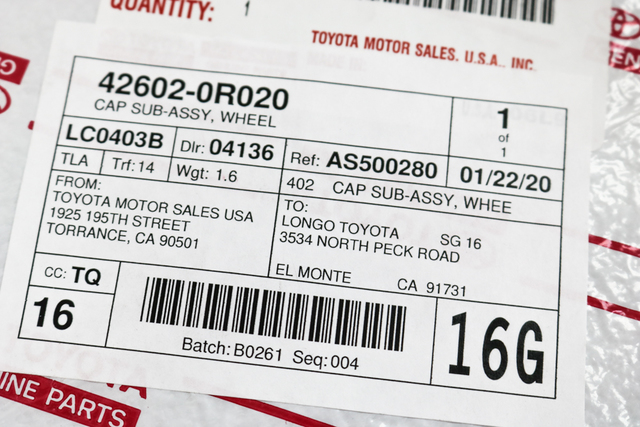 QUANTITY: 1
TOYOTA MOTOR SALES, U.S.A., INC.
42602-0R020
CAP SUB-ASSY, WHEEL
1
of
1
LC0403B
Dlr: 04136
Ref: AS500280
01/22/20
TLA
Trf: 14
Wgt: 1.6
402 CAP SUB-ASSY, WHEE
FROM:
TOYOTA MOTOR SALES USA
1925 195TH STREET
TORRANCE, CA 90501
TO:
LONGO TOYOTA SG 16
3534 NORTH PECK ROAD
EL MONTE CA 91731
CC: TQ
16
Batch: B0261 Seq: 004
16G
INE PARTS